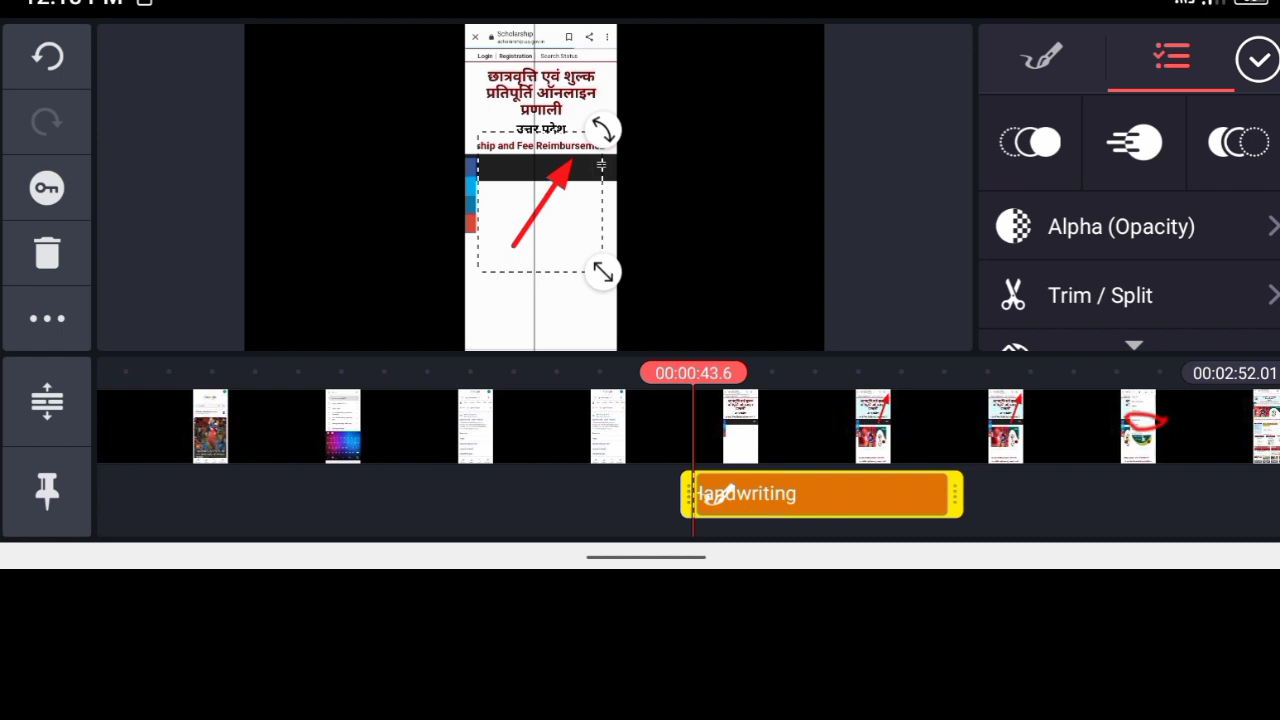 Scholarship
Login | Registration | Search Status
छात्रवृत्ति एवं शुल्क
प्रतिपूर्ति ऑनलाइन
प्रणाली
उत्तर प्रदेश
ship and Fee Reimburseme
Alpha (Opacity)
Trim / Split
00:00:43.6
00:02:52.01
Handwriting